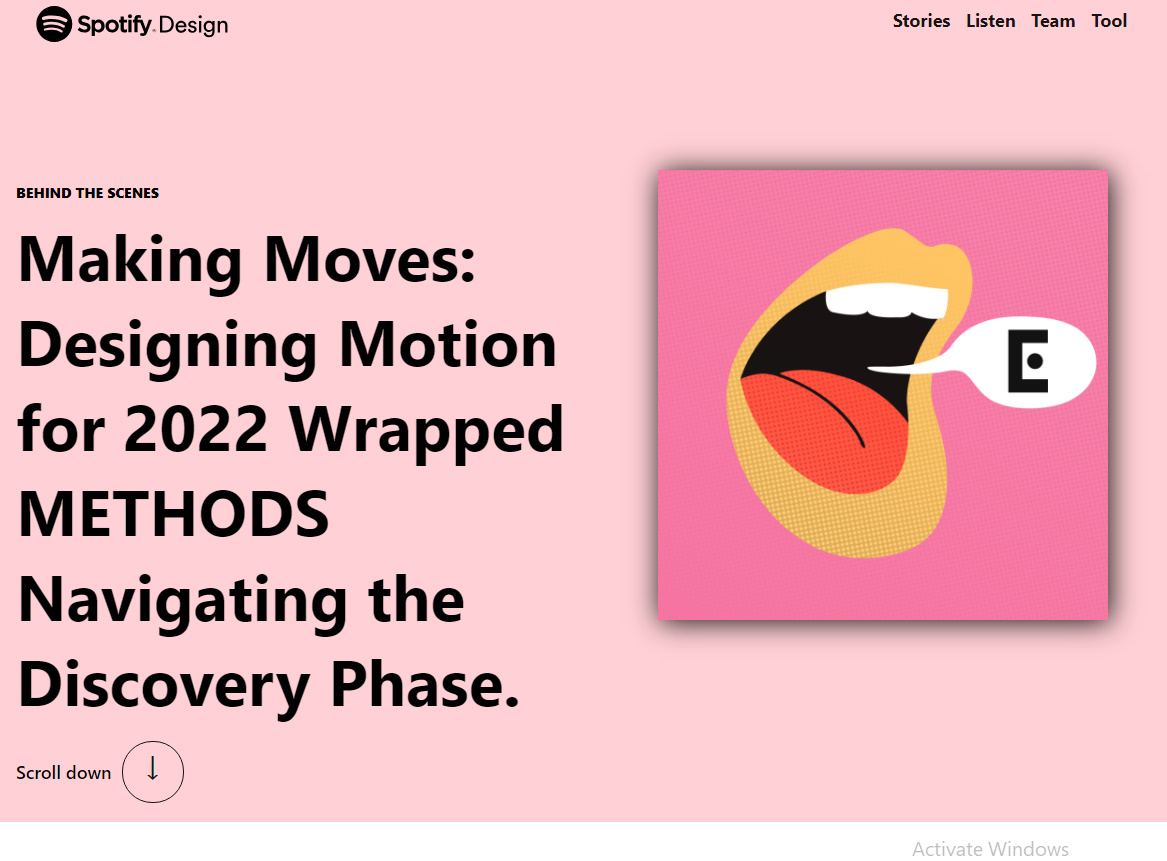 Spotify Design
Stories Listen Team Tool
BEHIND THE SCENES
Making Moves:
Designing Motion
for 2022 Wrapped
METHODS
Navigating the
Discovery Phase.
E
Scroll down
Activate Windows